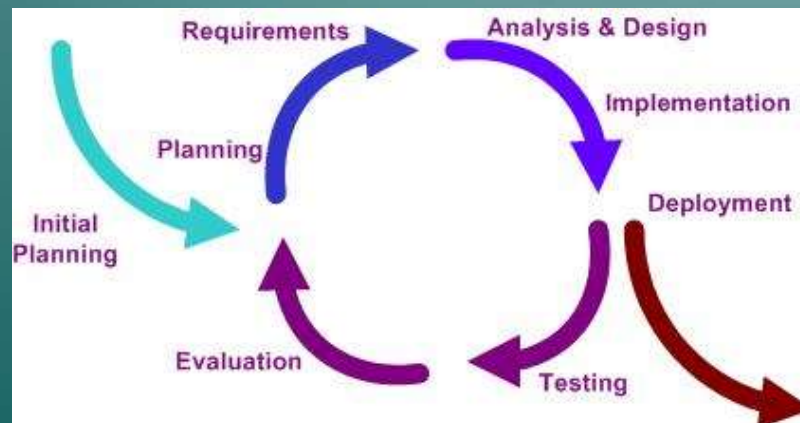 Requirements
Analysis & Design
Implementation
Planning
Deployment
Initial
Planning
Evaluation
Testing